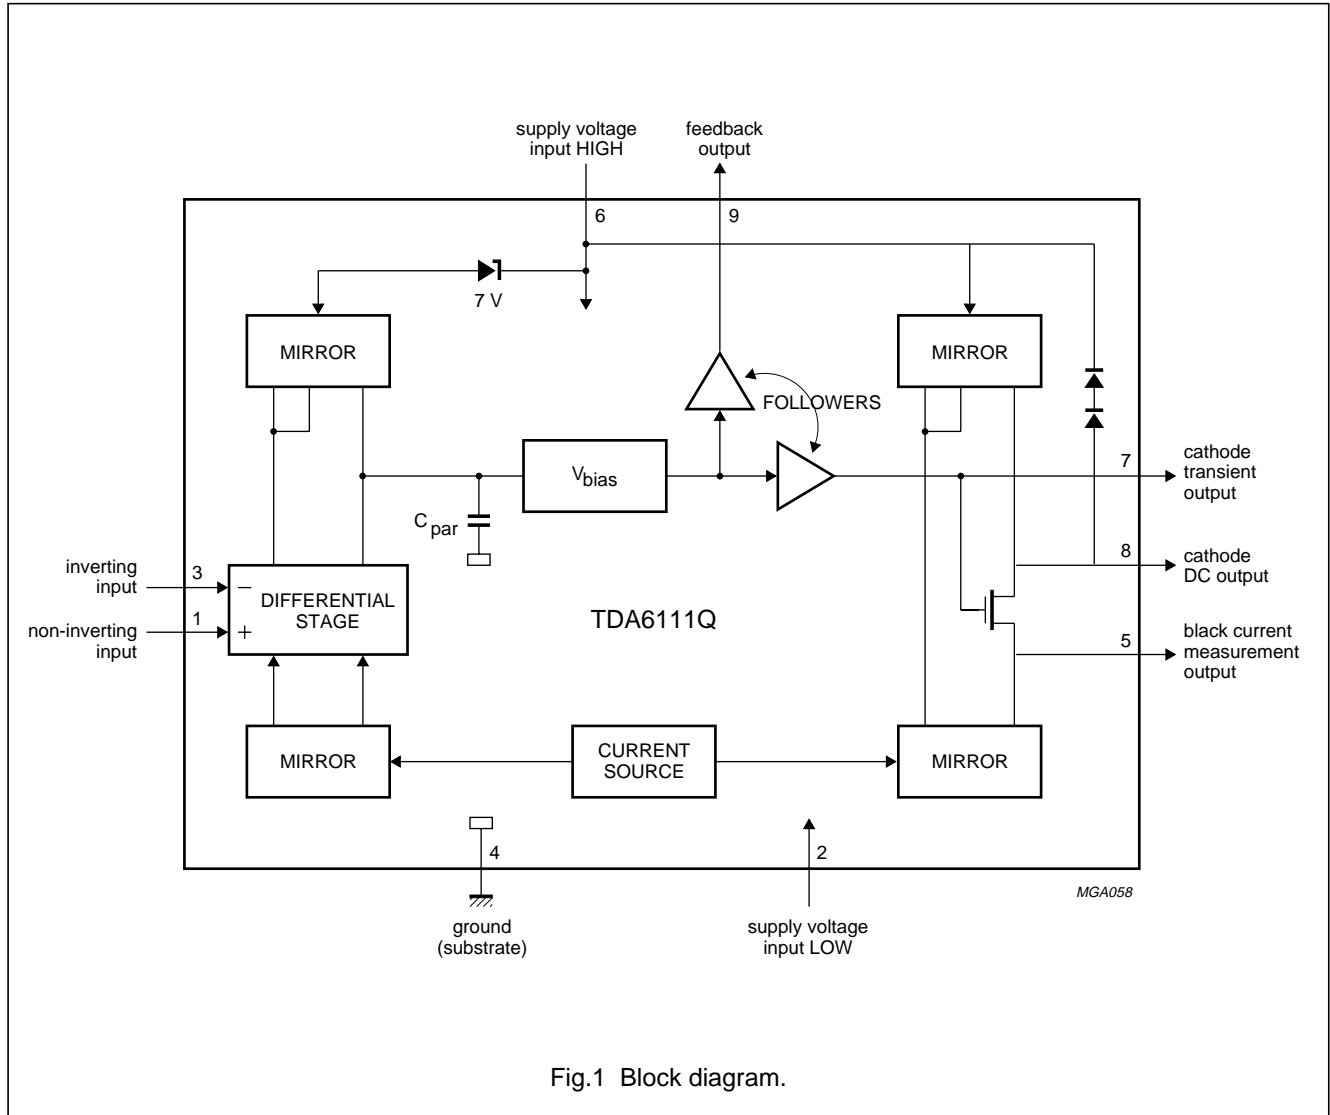 supply voltage
input HIGH
feedback
output
6
9
7 V
MIRROR
MIRROR
FOLLOWERS
Vbias
Cpar
7
cathode
transient
output
8
cathode
DC output
inverting
input
3
−
DIFFERENTIAL
STAGE
non-inverting
input
1
+
TDA6111Q
5
black current
measurement
output
MIRROR
CURRENT
SOURCE
MIRROR
4
2
MGA058
ground
(substrate)
supply voltage
input LOW
Fig.1 Block diagram.